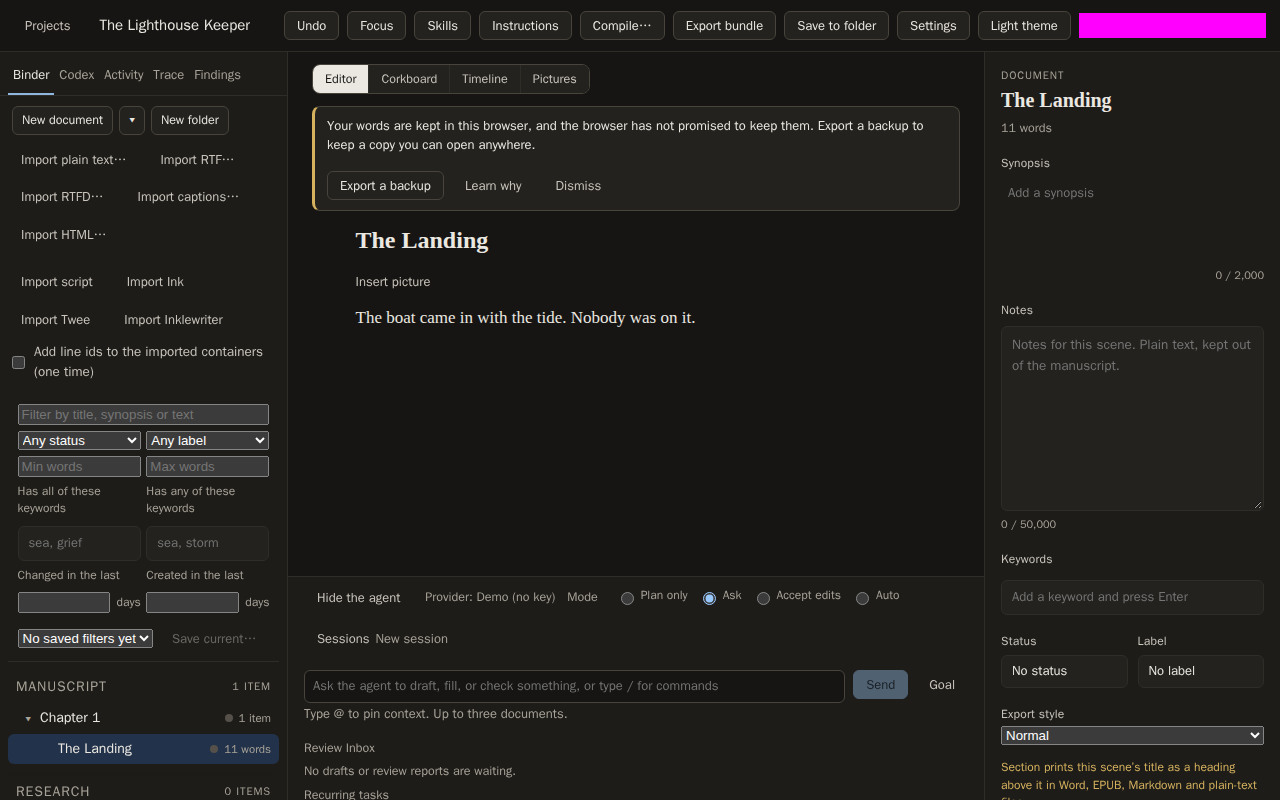 Projects
The Lighthouse Keeper
Undo
Focus
Skills
Instructions
Compile⋯
Export bundle
Save to folder
Settings
Light theme
Binder
Codex
Activity
Trace
Findings
New document
▾
New folder
Import plain text⋯
Import RTF⋯
Import RTFD⋯
Import captions⋯
Import HTML⋯
Import script
Import Ink
Import Twee
Import Inklewriter
Add line ids to the imported containers
(one time)
Filter by title, synopsis or text
Any status
Any label
Min words
Max words
Has all of these
keywords
Has any of these
keywords
sea, grief
sea, storm
Changed in the last
Created in the last
days
days
No saved filters yet
Save current⋯
MANUSCRIPT
1 ITEM
▾ Chapter 1
1 item
The Landing
11 words
RESEARCH
0 ITEMS
Editor
Corkboard
Timeline
Pictures
Your words are kept in this browser, and the browser has not promised to keep them. Export a backup to
keep a copy you can open anywhere.
Export a backup
Learn why
Dismiss
The Landing
Insert picture
The boat came in with the tide. Nobody was on it.
Hide the agent
Provider: Demo (no key)
Mode
Plan only
Ask
Accept edits
Auto
Sessions
New session
Ask the agent to draft, fill, or check something, or type / for commands
Send
Goal
Type @ to pin context. Up to three documents.
Review Inbox
No drafts or review reports are waiting.
Recurring tasks
DOCUMENT
The Landing
11 words
Synopsis
Add a synopsis
0 / 2,000
Notes
Notes for this scene. Plain text, kept out
of the manuscript.
0 / 50,000
Keywords
Add a keyword and press Enter
Status
Label
No status
No label
Export style
Normal
Section prints this scene's title as a heading
above it in Word, EPUB, Markdown and plain-text